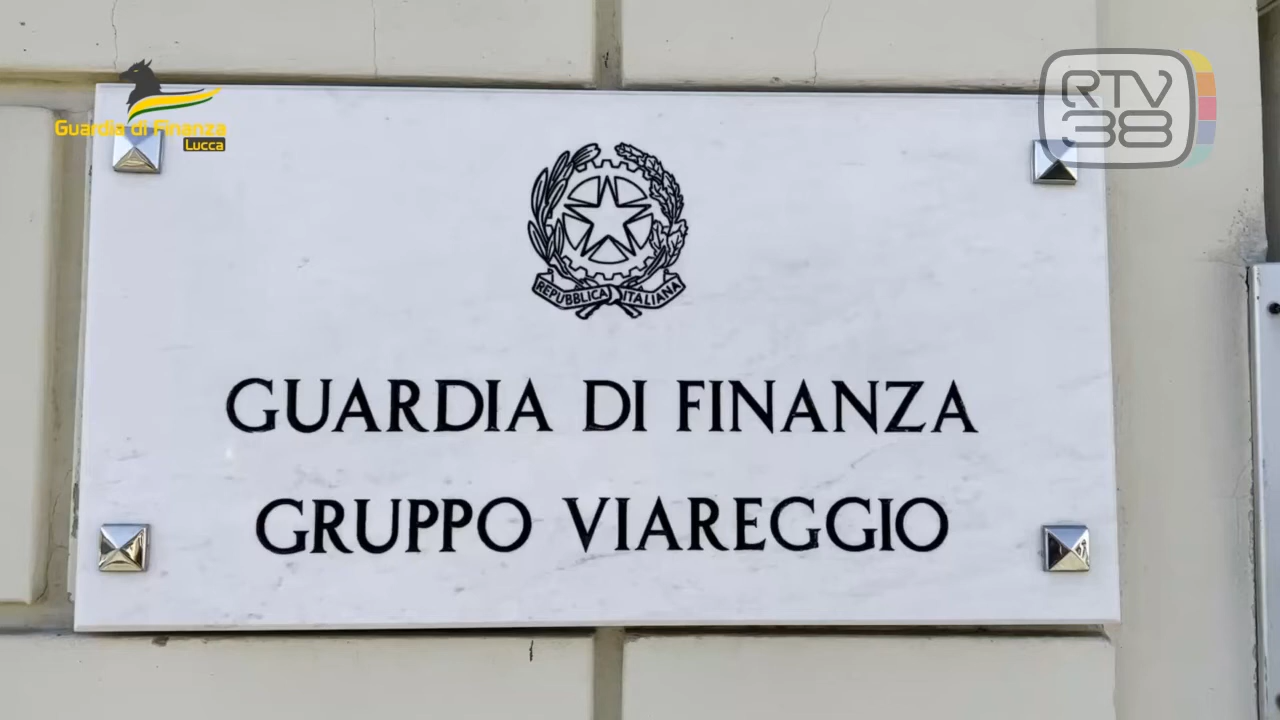 Guardia di Finanza
Lucca
RTV
38
REPUBBLICA ITALIANA
GUARDIA DI FINANZA
GRUPPO VIAREGGIO